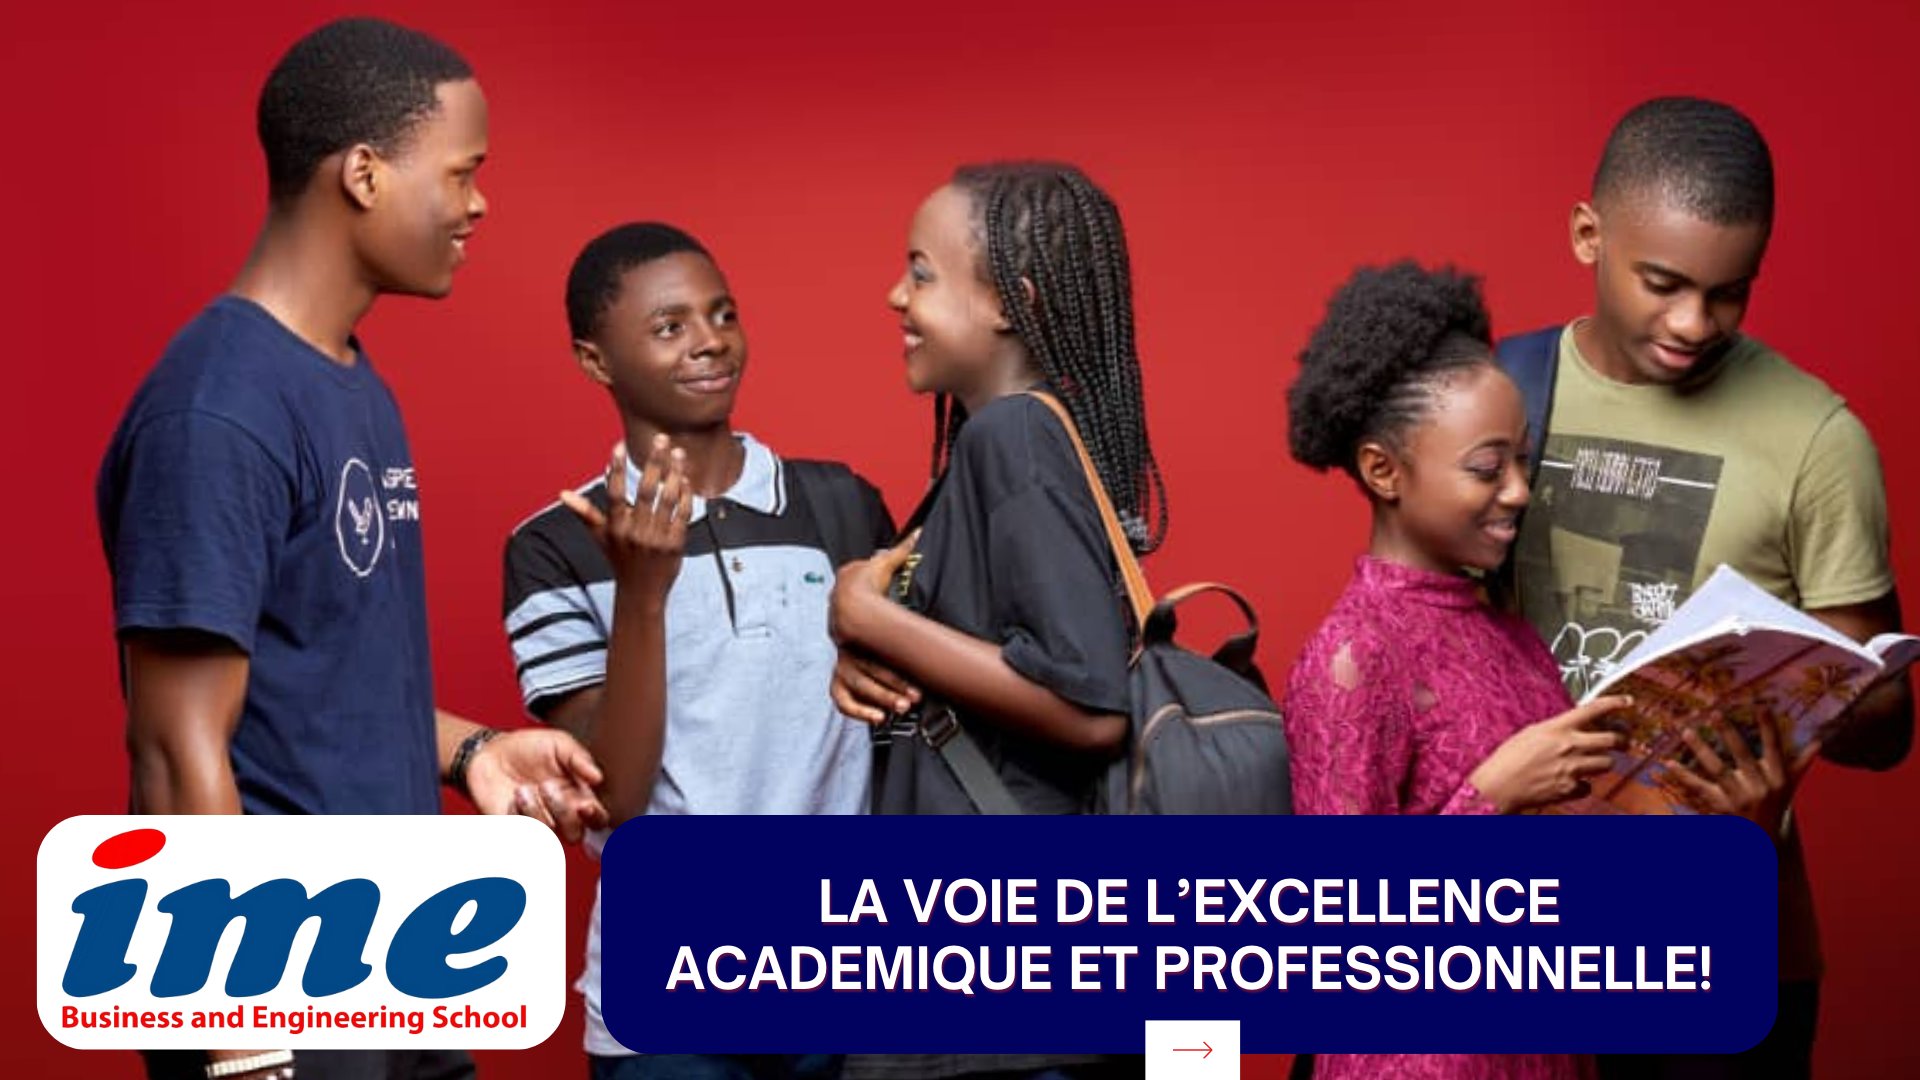 ime
Business and Engineering School
LA VOIE DE L’EXCELLENCE
ACADEMIQUE ET PROFESSIONNELLE!